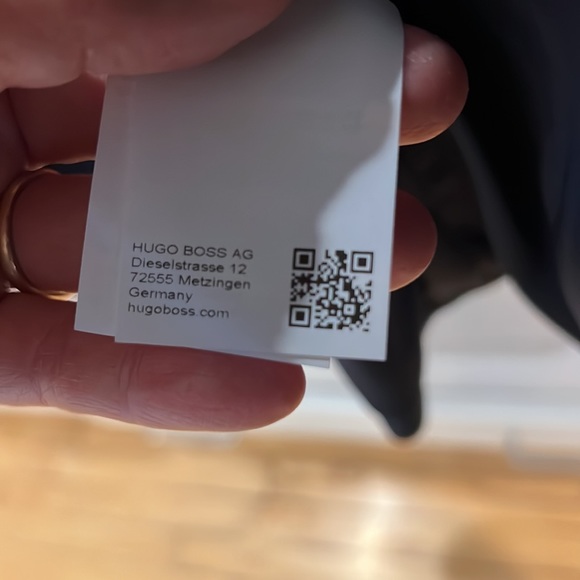 HUGO BOSS AG
Dieselstrasse 12
72555 Metzingen
Germany
hugoboss.com